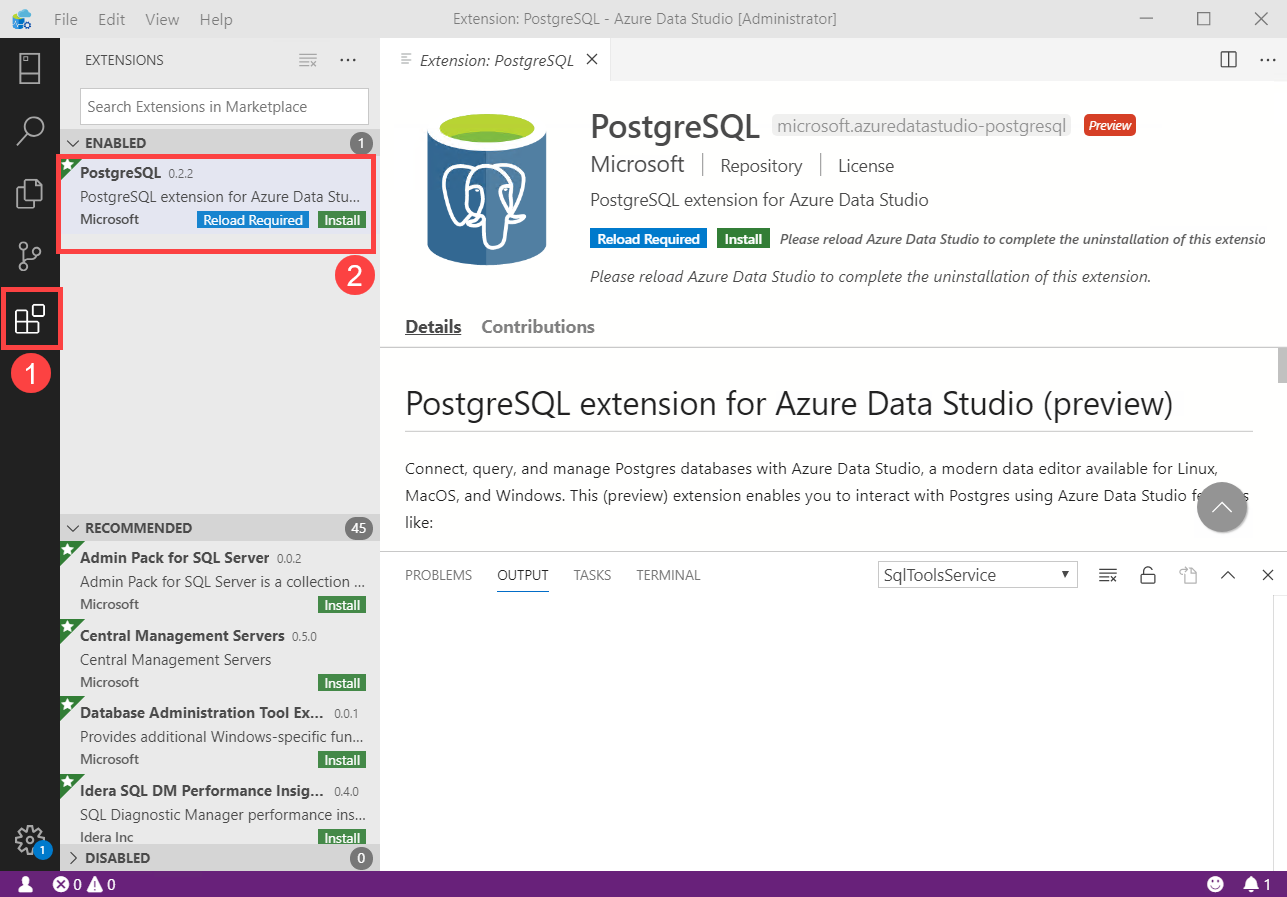 File Edit View Help
Extension: PostgreSQL - Azure Data Studio [Administrator]
EXTENSIONS
Search Extensions in Marketplace
ENABLED 1
PostgreSQL 0.2.2
PostgreSQL extension for Azure Data Stu...
Microsoft Reload Required Install
2
1
RECOMMENDED 45
Admin Pack for SQL Server 0.0.2
Admin Pack for SQL Server is a collection ...
Microsoft Install
Central Management Servers 0.5.0
Central Management Servers
Microsoft Install
Database Administration Tool Ex... 0.0.1
Provides additional Windows-specific fun...
Microsoft Install
Idera SQL DM Performance Insig... 0.4.0
SQL Diagnostic Manager performance ins...
Idera Inc Install
DISABLED 0
1
Extension: PostgreSQL
PostgreSQL microsoft.azuredatastudio-postgresql Preview
Microsoft Repository License
PostgreSQL extension for Azure Data Studio
Reload Required Install Please reload Azure Data Studio to complete the uninstallation of this extensio
Please reload Azure Data Studio to complete the uninstallation of this extension.
Details Contributions
PostgreSQL extension for Azure Data Studio (preview)
Connect, query, and manage Postgres databases with Azure Data Studio, a modern data editor available for Linux,
MacOS, and Windows. This (preview) extension enables you to interact with Postgres using Azure Data Studio fe s
like:
PROBLEMS OUTPUT TASKS TERMINAL SqlToolsService
0 0 1